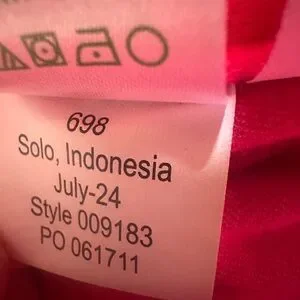 698
Solo, Indonesia
July-24
Style 009183
PO 061711